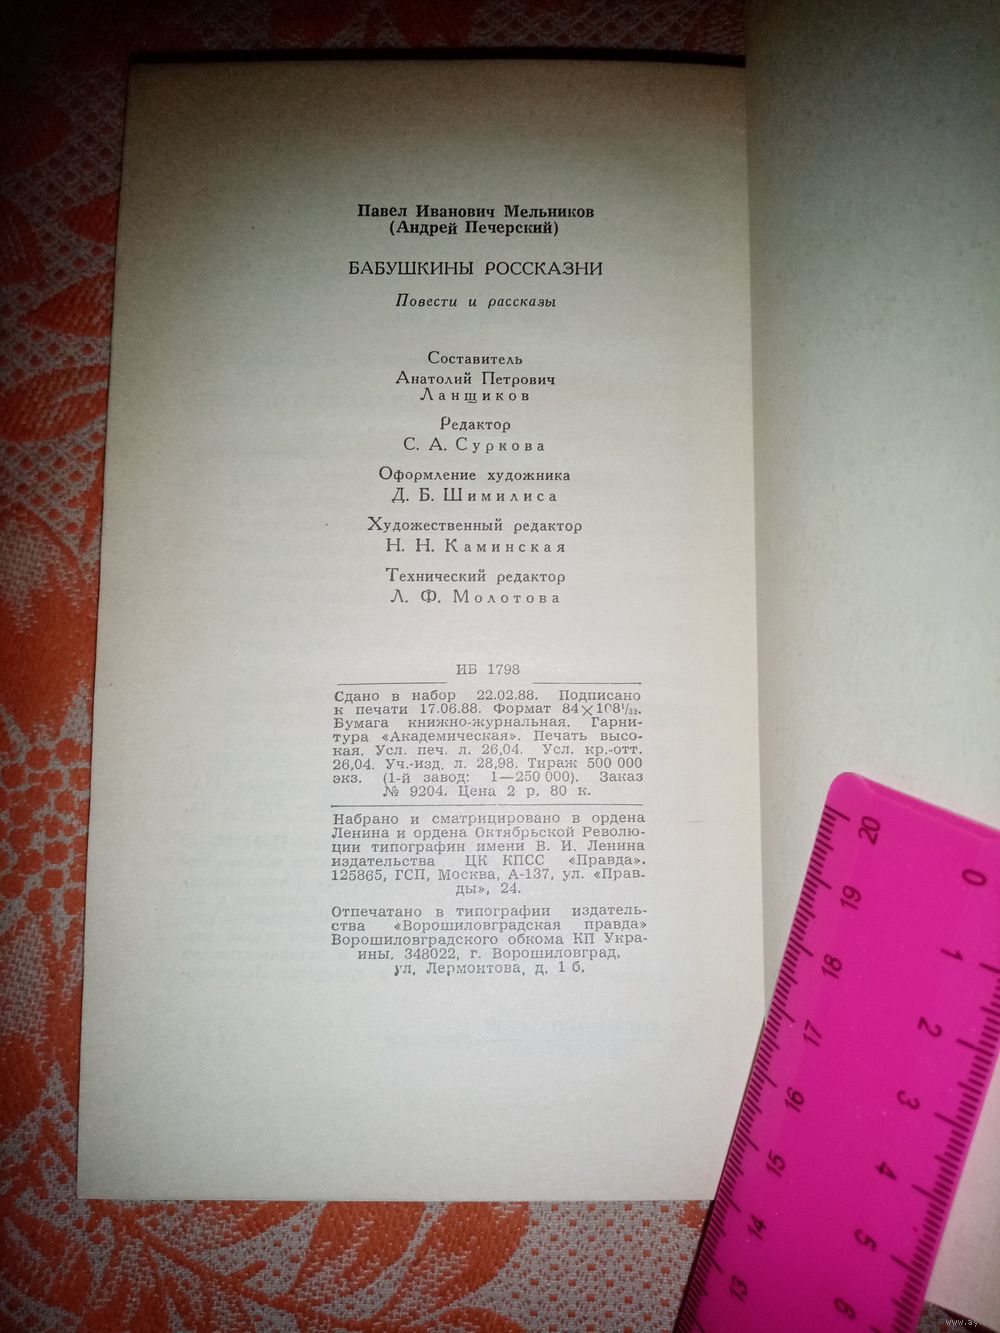 Павел Иванович Мельников
(Андрей Печерский)
БАБУШКИНЫ РОССКАЗНИ
Повести и рассказы
Составитель
Анатолий Петрович
Ланщиков
Редактор
С. А. Суркова
Оформление художника
Д. Б. Шимилиса
Художественный редактор
Н. Н. Каминская
Технический редактор
Л. Ф. Молотова
ИБ 1798
Сдано в набор 22.02.88. Подписано
к печати 17.06.88. Формат 84×108¹/₃₂.
Бумага книжно-журнальная. Гарни-
тура «Академическая». Печать высо-
кая. Усл. печ. л. 26,04. Усл. кр.-отт.
26,04. Уч.-изд. л. 28,98. Тираж 500 000
экз. (1-й завод: 1—250 000). Заказ
№ 9204. Цена 2 р. 80 к.
Набрано и сматрицировано в ордена
Ленина и ордена Октябрьской Револю-
ции типографии имени В. И. Ленина
издательства ЦК КПСС «Правда».
125865, ГСП, Москва, А-137, ул. «Прав-
ды», 24.
Отпечатано в типографии издатель-
ства «Ворошиловградская правда»
Ворошиловградского обкома КП Укра-
ины. 348022, г. Ворошиловград,
ул. Лермонтова, д. 1 б.
20
19
18
17
16
15
14
13
0
1
2
3
4
5
6